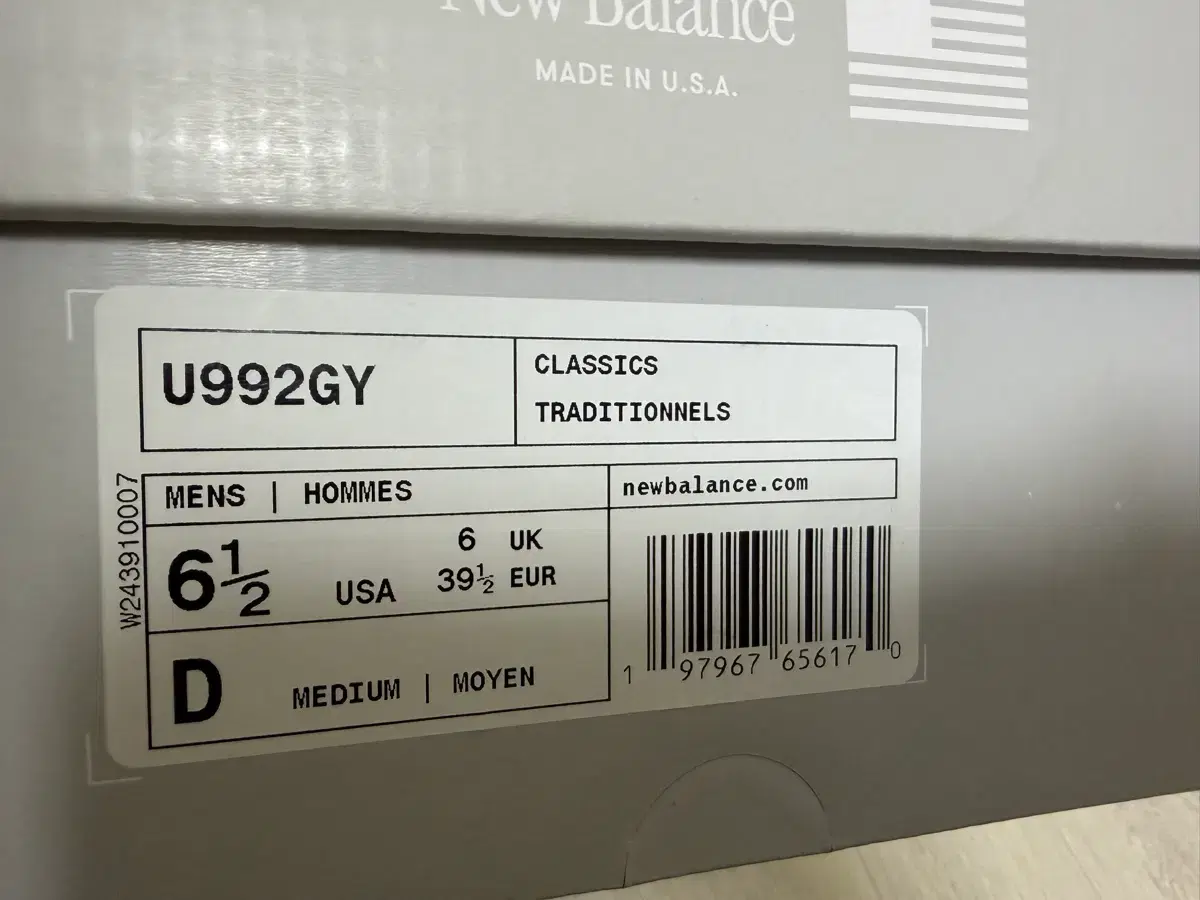 New Balance
MADE IN U.S.A.
U992GY
CLASSICS
TRADITIONNELS
W243910007
MENS | HOMMES
newbalance.com
6½ USA
6 UK
39½ EUR
D MEDIUM | MOYEN
1 97967 65617 0